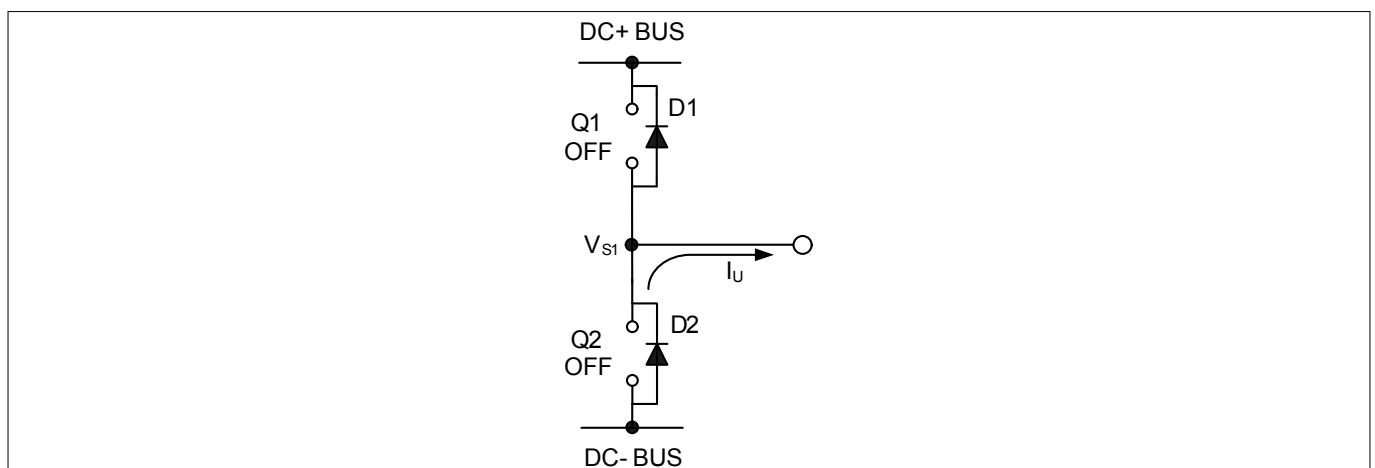 DC+ BUS
D1
Q1
OFF
VS1
IU
D2
Q2
OFF
DC- BUS